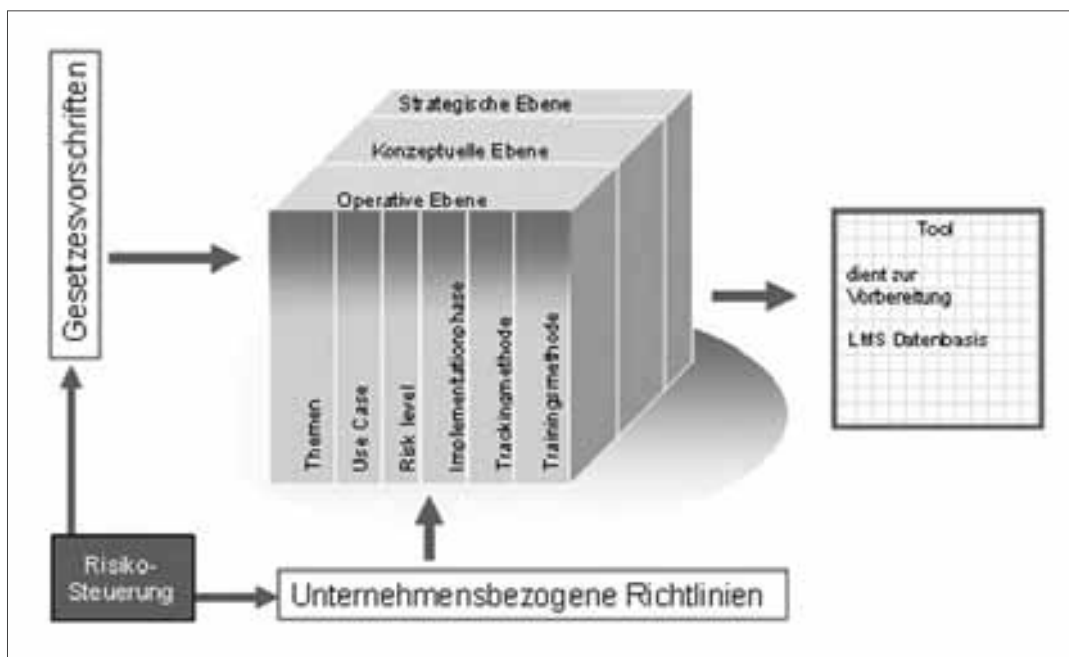 Gesetzesvorschriften
Strategische Ebene
Konzeptuelle Ebene
Operative Ebene
Themen
Use Case
Risk level
Implementationphase
Trackingmethode
Trainingsmethode
Tool
dient zur
Vorbereitung
LMS Datenbasis
Risiko-
Steuerung
Unternehmensbezogene Richtlinien